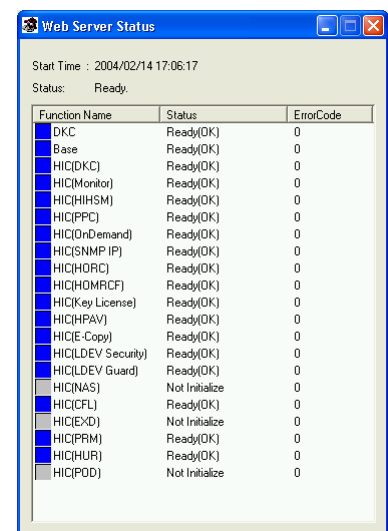 Web Server Status
Start Time : 2004/02/14 17:06:17
Status: Ready.
Function Name Status ErrorCode
DKC Ready(OK) 0
Base Ready(OK) 0
HIC(DKC) Ready(OK) 0
HIC(Monitor) Ready(OK) 0
HIC(HIHSM) Ready(OK) 0
HIC(PPC) Ready(OK) 0
HIC(OnDemand) Ready(OK) 0
HIC(SNMP IP) Ready(OK) 0
HIC(HORC) Ready(OK) 0
HIC(HOMRCF) Ready(OK) 0
HIC(Key License) Ready(OK) 0
HIC(HPAV) Ready(OK) 0
HIC(E-Copy) Ready(OK) 0
HIC(LDEV Security) Ready(OK) 0
HIC(LDEV Guard) Ready(OK) 0
HIC(NAS) Not Initialize 0
HIC(CFL) Ready(OK) 0
HIC(EXD) Not Initialize 0
HIC(PRM) Ready(OK) 0
HIC(HUR) Ready(OK) 0
HIC(POD) Not Initialize 0